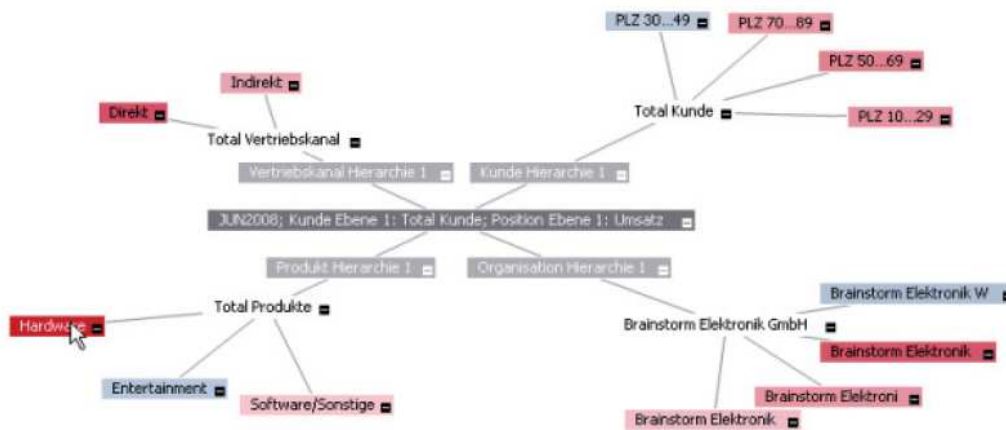 PLZ 30...49
PLZ 70...89
PLZ 50...69
PLZ 10...29
Total Kunde
Indirekt
Direkt
Total Vertriebskanal
Vertriebskanal Hierarchie 1
Kunde Hierarchie 1
JUN2008; Kunde Ebene 1: Total Kunde; Position Ebene 1: Umsatz
Produkt Hierarchie 1
Organisation Hierarchie 1
Total Produkte
Hardware
Entertainment
Software/Sonstige
Brainstorm Elektronik GmbH
Brainstorm Elektronik W
Brainstorm Elektronik
Brainstorm Elektroni
Brainstorm Elektronik